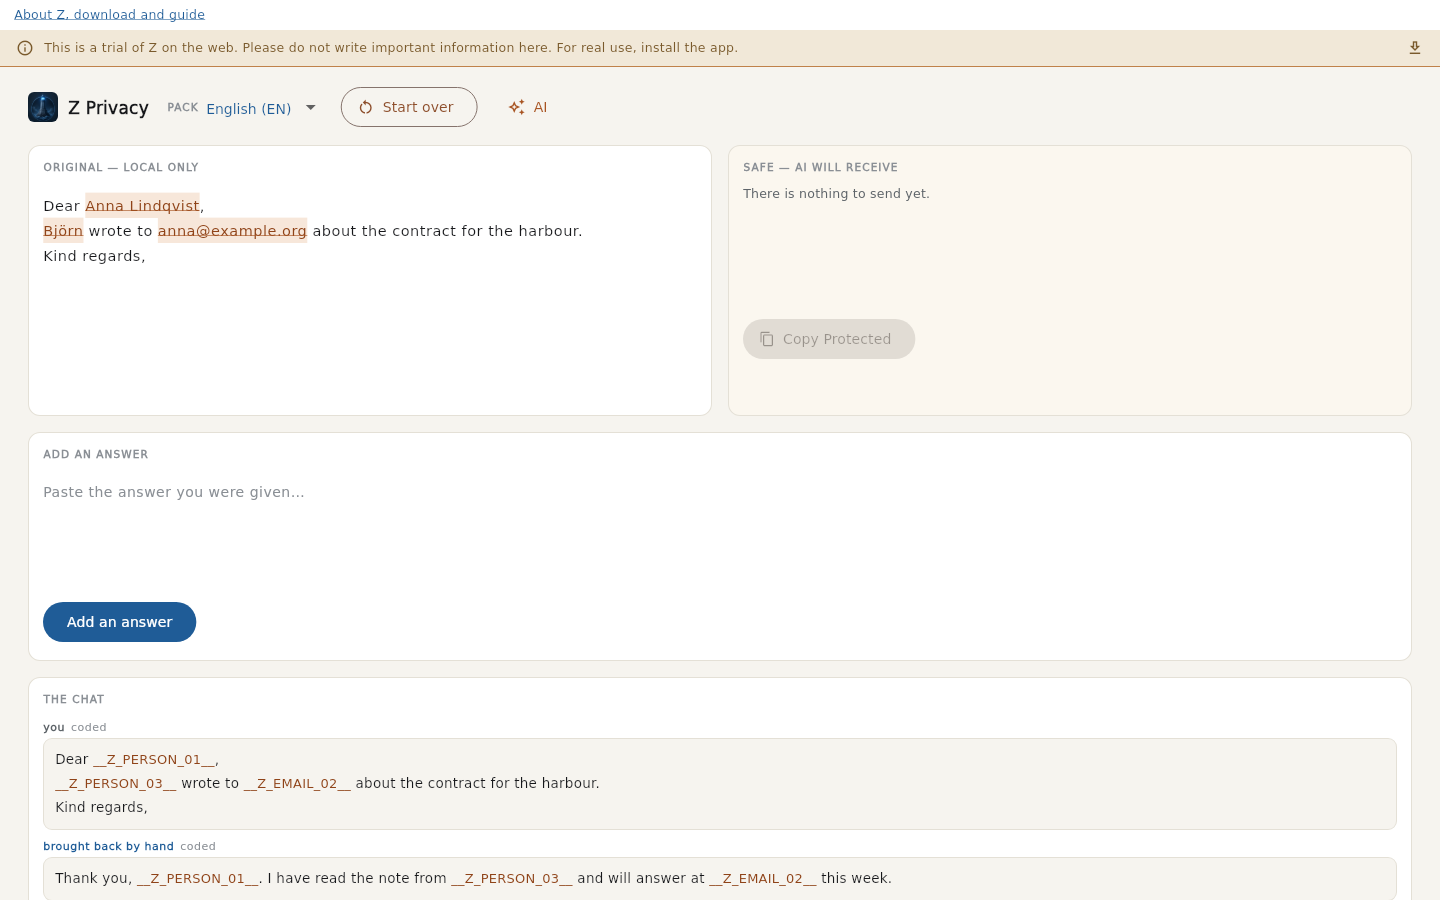 About Z, download and guide
This is a trial of Z on the web. Please do not write important information here. For real use, install the app.
Z Privacy
PACK English (EN)
Start over
AI
ORIGINAL — LOCAL ONLY
Dear Anna Lindqvist,
Björn wrote to anna@example.org about the contract for the harbour.
Kind regards,
SAFE — AI WILL RECEIVE
There is nothing to send yet.
Copy Protected
ADD AN ANSWER
Paste the answer you were given...
Add an answer
THE CHAT
you coded
Dear __Z_PERSON_01__,
__Z_PERSON_03__ wrote to __Z_EMAIL_02__ about the contract for the harbour.
Kind regards,
brought back by hand coded
Thank you, __Z_PERSON_01__. I have read the note from __Z_PERSON_03__ and will answer at __Z_EMAIL_02__ this week.